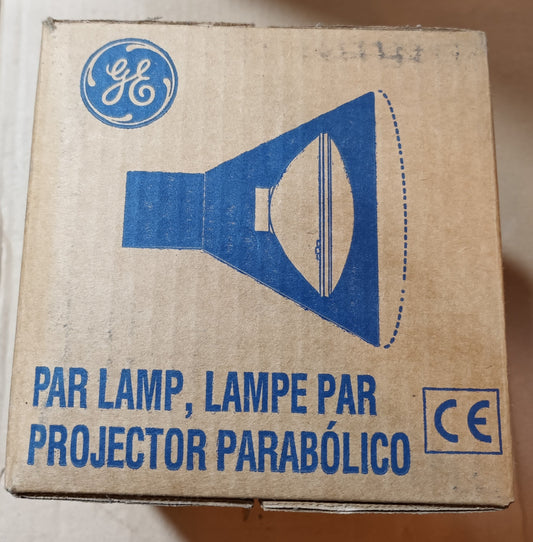 GE
PAR LAMP, LAMPE PAR
PROJECTOR PARABÓLICO
CE